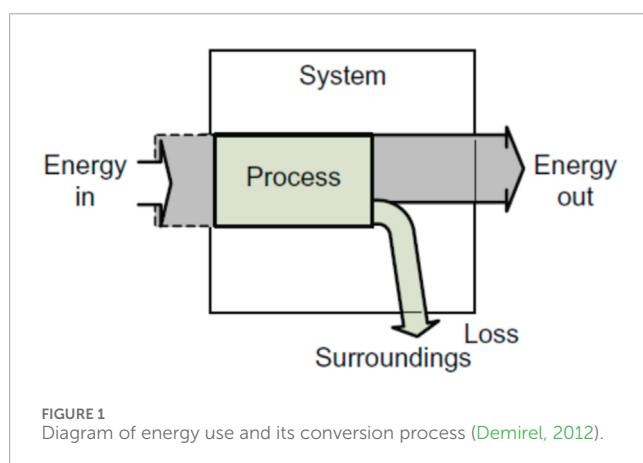 System
Energy
in
Process
Energy
out
Loss
Surroundings
FIGURE 1
Diagram of energy use and its conversion process (Demirel, 2012).